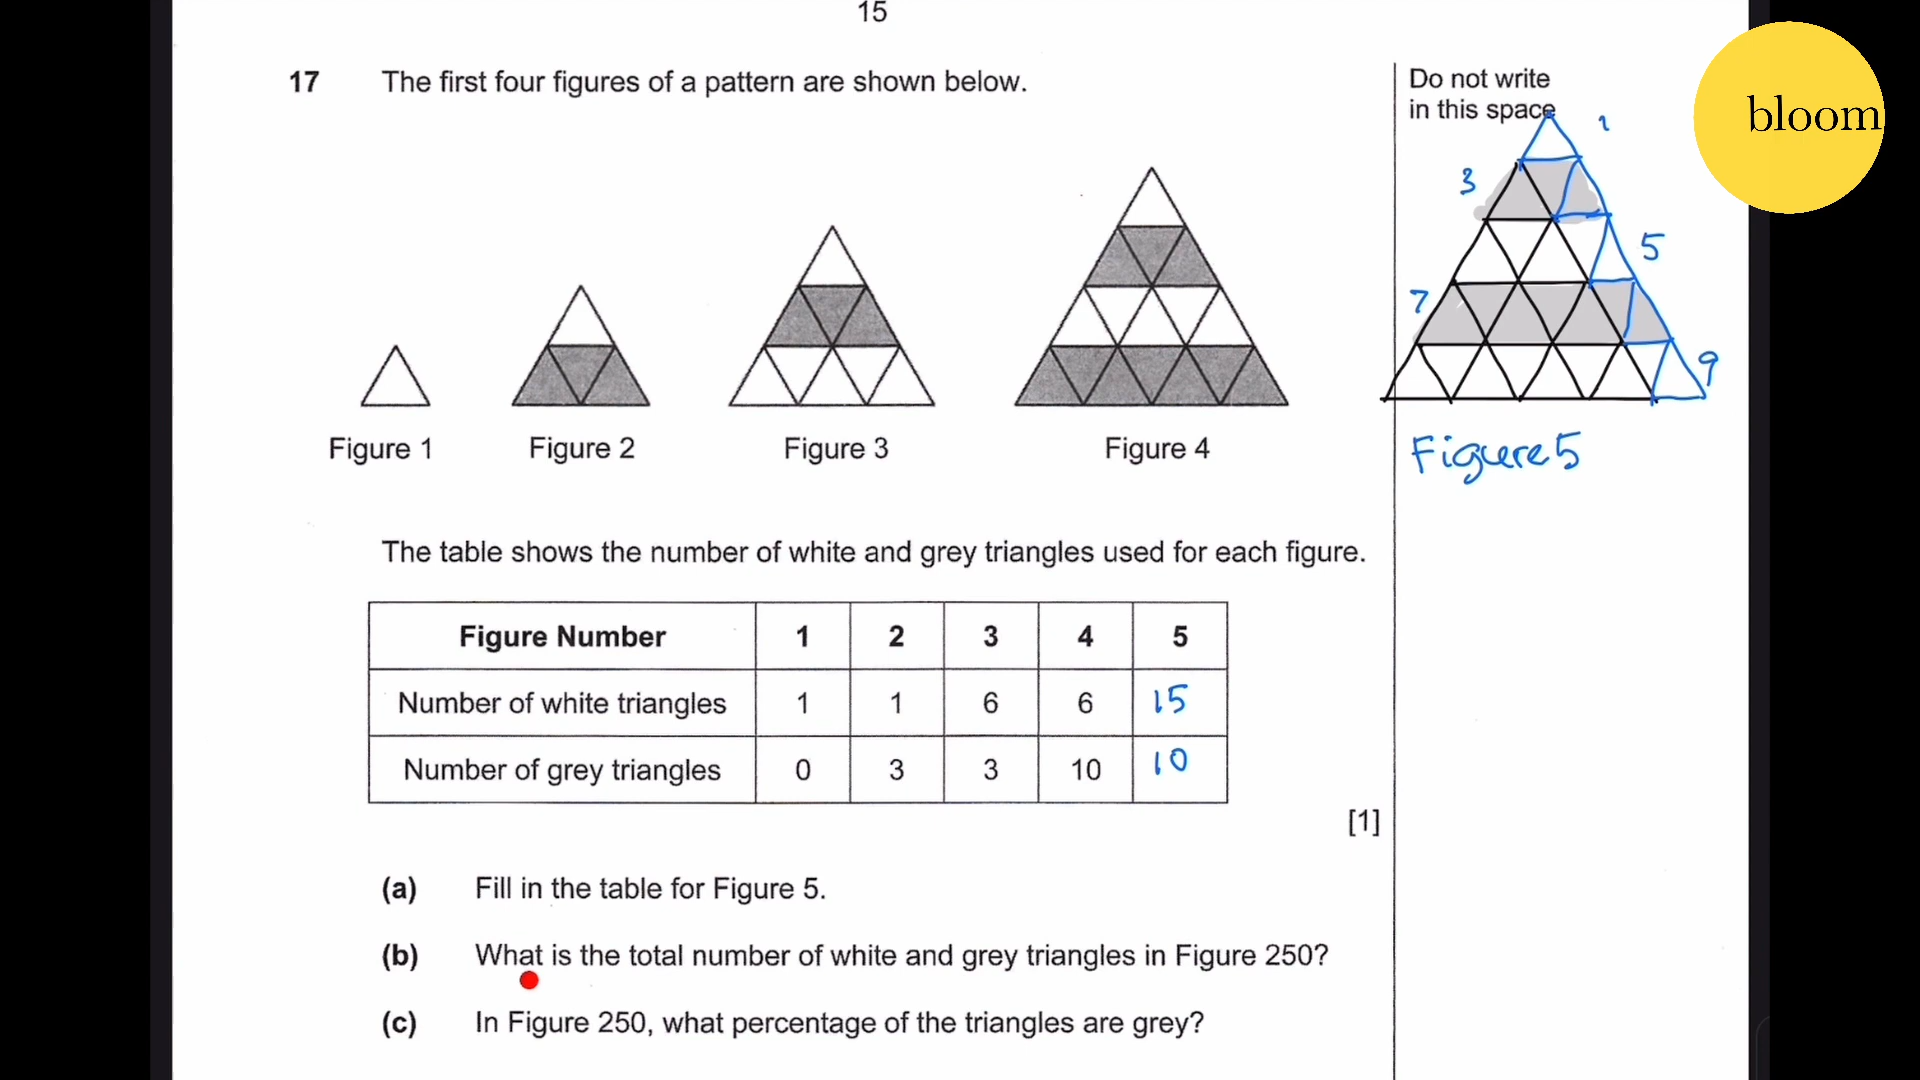 15
17 The first four figures of a pattern are shown below.
Do not write
in this space
bloom
1
3
5
7
9
Figure 1 Figure 2 Figure 3 Figure 4 Figure5
The table shows the number of white and grey triangles used for each figure.
Figure Number 1 2 3 4 5
Number of white triangles 1 1 6 6 15
Number of grey triangles 0 3 3 10 10
[1]
(a) Fill in the table for Figure 5.
(b) What is the total number of white and grey triangles in Figure 250?
(c) In Figure 250, what percentage of the triangles are grey?